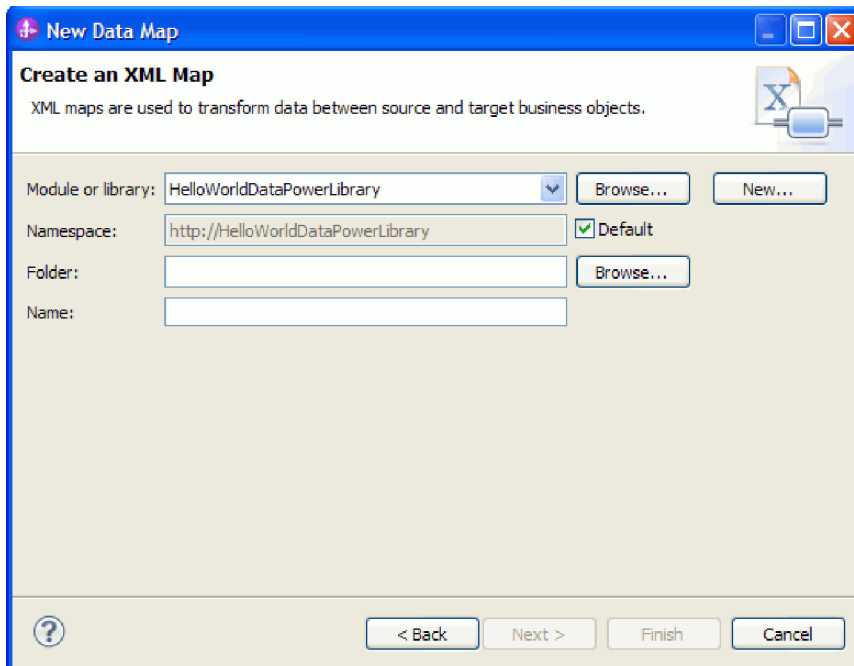 New Data Map
Create an XML Map
XML maps are used to transform data between source and target business objects.
X
Module or library: HelloWorldDataPowerLibrary Browse... New...
Namespace: http://HelloWorldDataPowerLibrary Default
Folder: Browse...
Name:
? < Back Next > Finish Cancel